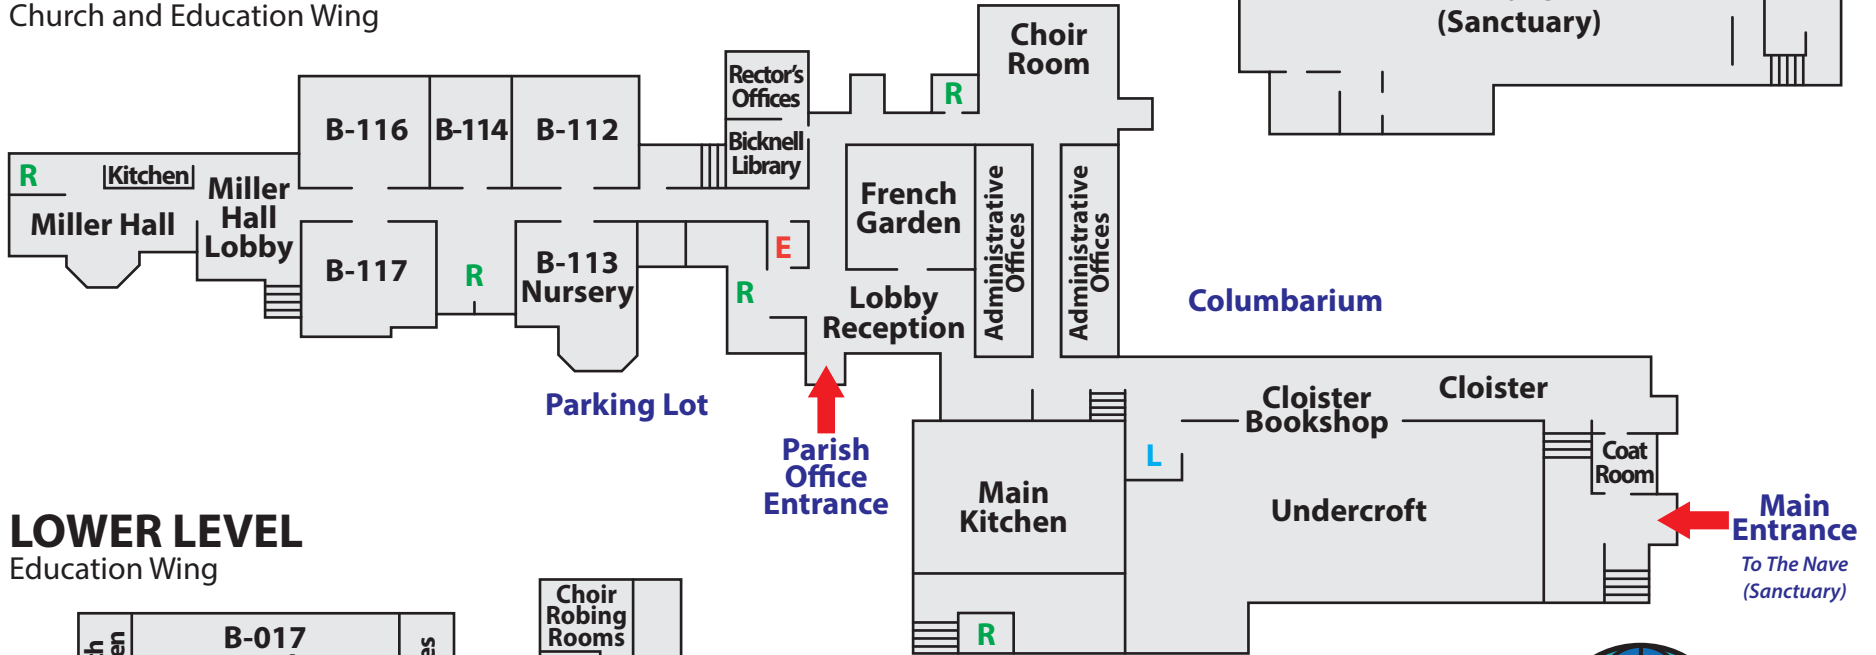 Church and Education Wing
(Sanctuary)
Choir
Room
Rector's
Offices
R
B-116
B-114
B-112
Bicknell
Library
R
Kitchen
Miller
Hall
Lobby
Miller Hall
French
Garden
Administrative
Offices
Administrative
Offices
E
B-117
R
B-113
Nursery
R
Lobby
Reception
Columbarium
Parking Lot
Cloister
Bookshop
Cloister
Parish
Office
Entrance
L
Coat
Room
Main
Kitchen
Undercroft
Main
Entrance
To The Nave
(Sanctuary)
LOWER LEVEL
Education Wing
Choir
Robing
Rooms
B-017
R